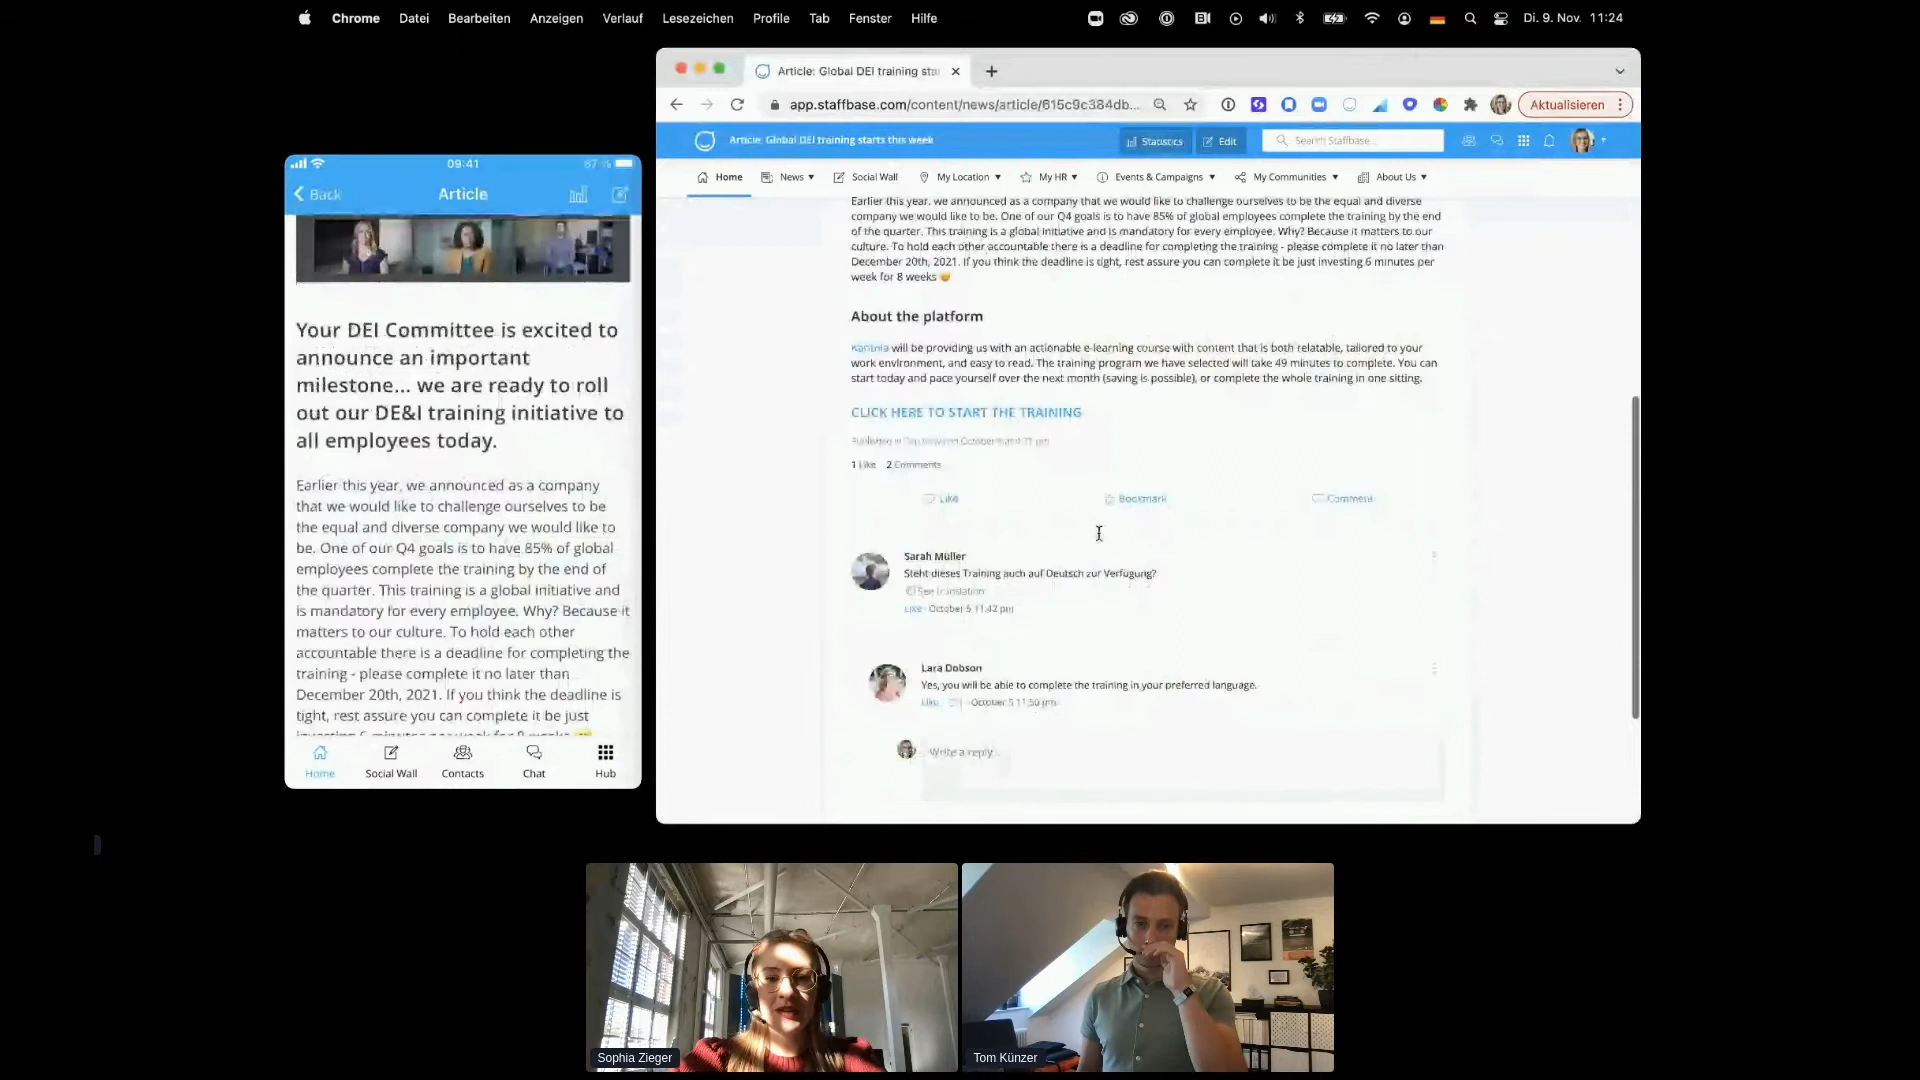 Chrome Datei Bearbeiten Anzeigen Verlauf Lesezeichen Profile Tab Fenster Hilfe
Di. 9. Nov. 11:24
Article: Global DEI training sta
app.staffbase.com/content/news/article/615c9c384db...
Aktualisieren
Article: Global DEI training starts this week
Statistics
Edit
Search Staffbase...
Home News Social Wall My Location My HR Events & Campaigns My Communities About Us
Earlier this year, we announced as a company that we would like to challenge ourselves to be the equal and diverse
company we would like to be. One of our Q4 goals is to have 85% of global employees complete the training by the end
of the quarter. This training is a global initiative and is mandatory for every employee. Why? Because it matters to our
culture. To hold each other accountable there is a deadline for completing the training - please complete it no later than
December 20th, 2021. If you think the deadline is tight, rest assure you can complete it be just investing 6 minutes per
week for 8 weeks
About the platform
will be providing us with an actionable e-learning course with content that is both relatable, tailored to your
work environment, and easy to read. The training program we have selected will take 49 minutes to complete. You can
start today and pace yourself over the next month (saving is possible), or complete the whole training in one sitting.
CLICK HERE TO START THE TRAINING
Published in October
1 Like 2 Comments
Like Bookmark Comment
Sarah Müller
Steht dieses Training auch auf Deutsch zur Verfügung?
See translation
Like October 5 11:42 pm
Lara Dobson
Yes, you will be able to complete the training in your preferred language.
Like October 5 11:50 pm
Write a reply
09:41
87 %
Back
Article
Your DEI Committee is excited to
announce an important
milestone... we are ready to roll
out our DE&I training initiative to
all employees today.
Earlier this year, we announced as a company
that we would like to challenge ourselves to be
the equal and diverse company we would like to
be. One of our Q4 goals is to have 85% of global
employees complete the training by the end of
the quarter. This training is a global initiative and
is mandatory for every employee. Why? Because it
matters to our culture. To hold each other
accountable there is a deadline for completing the
training - please complete it no later than
December 20th, 2021. If you think the deadline is
tight, rest assure you can complete it be just
Home Social Wall Contacts Chat Hub
Sophia Zieger
Tom Künzer